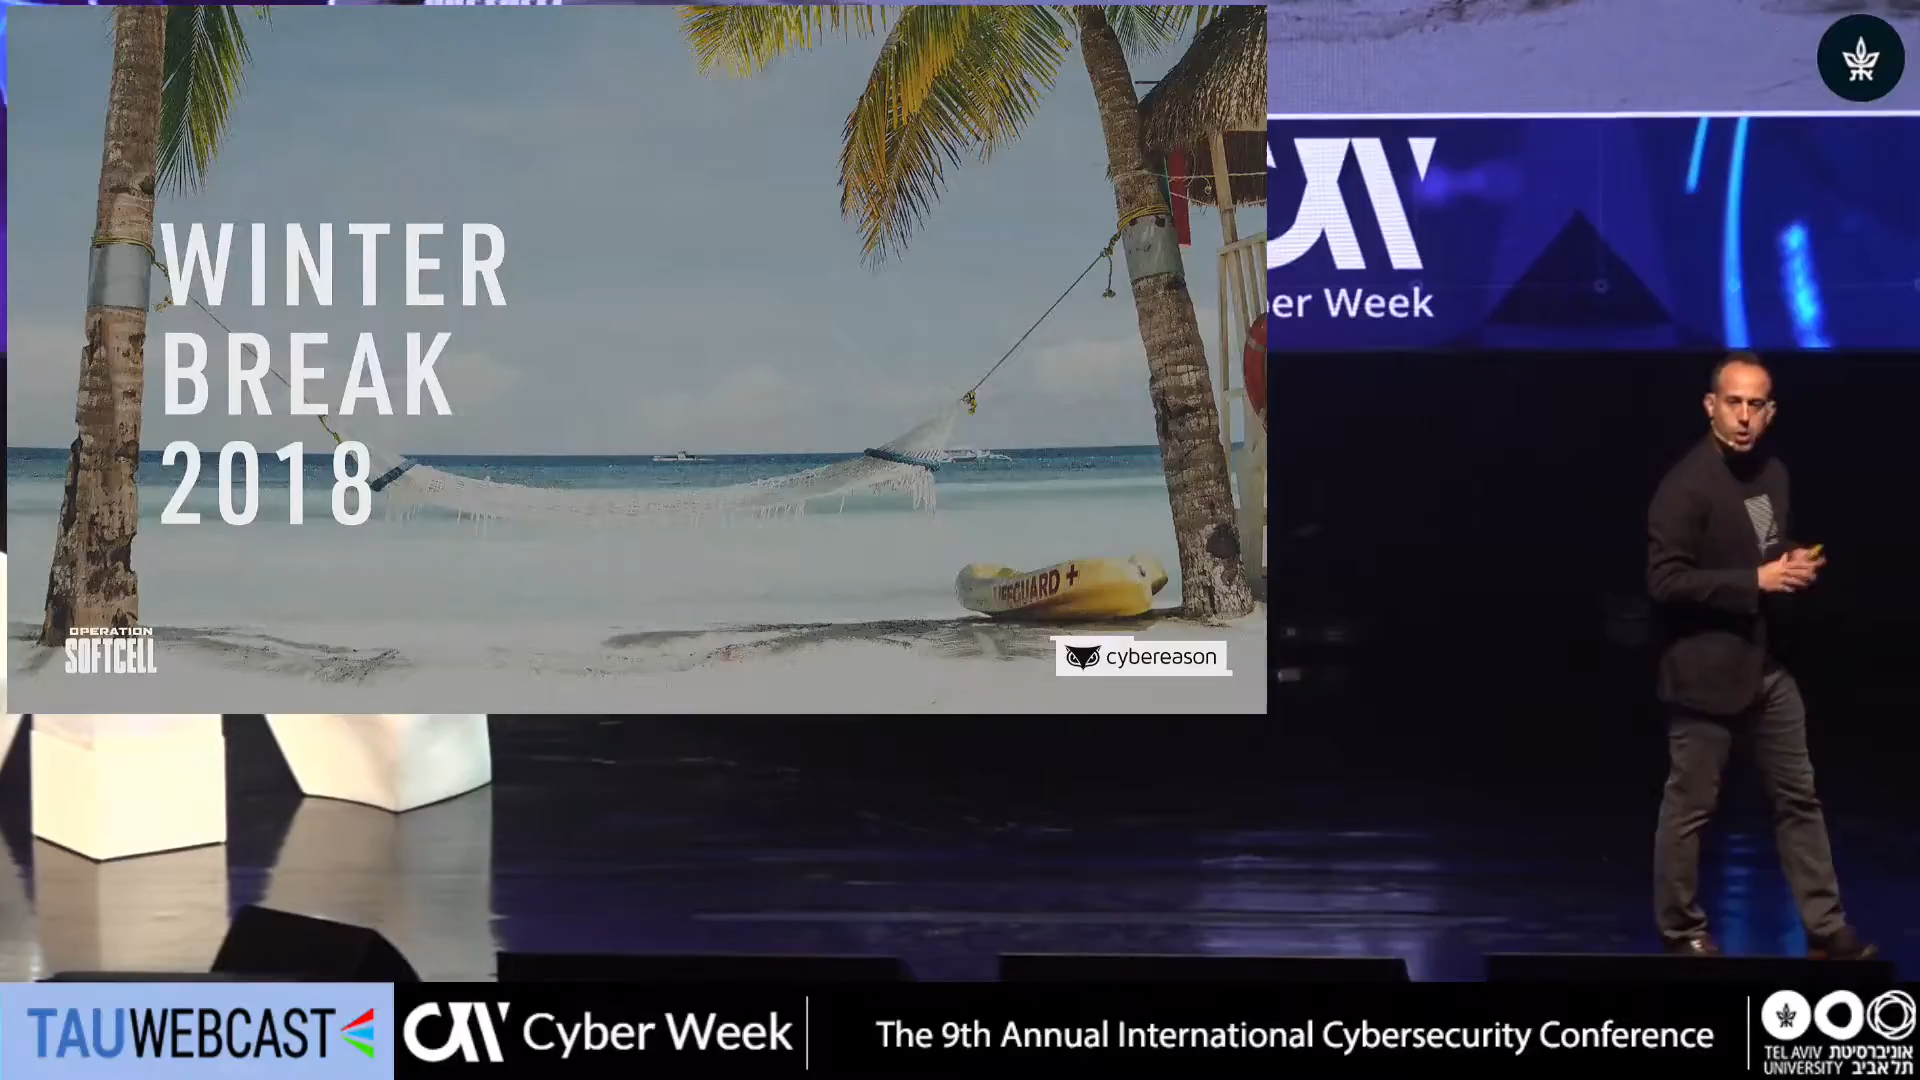 WINTER
BREAK
2018
OPERATION
SOFTCELL
cybereason
LIFEGUARD +
er Week
TAUWEBCAST
Cyber Week
The 9th Annual International Cybersecurity Conference
TEL AVIV
UNIVERSITY
אוניברסיטת
תל אביב